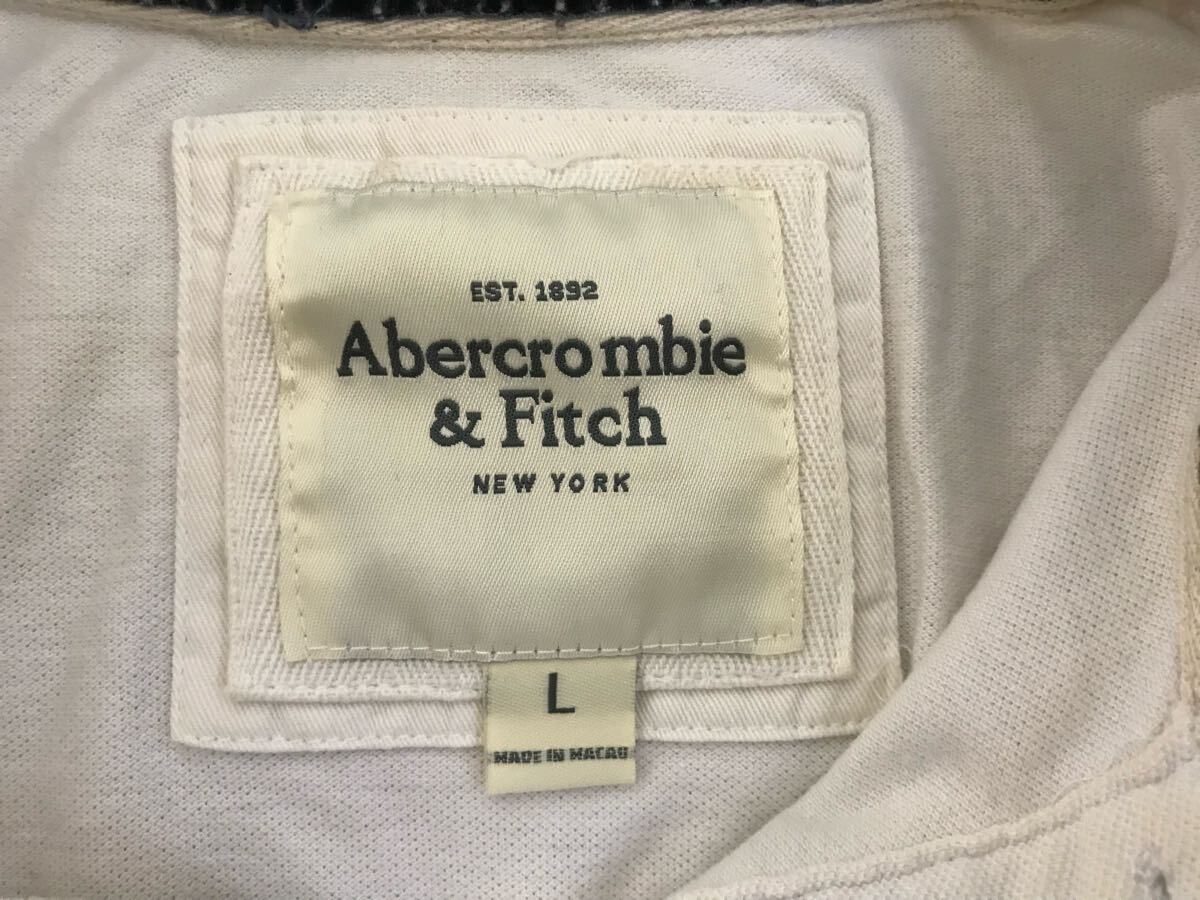 EST. 1892
Abercrombie
& Fitch
NEW YORK
L
MADE IN MACAU